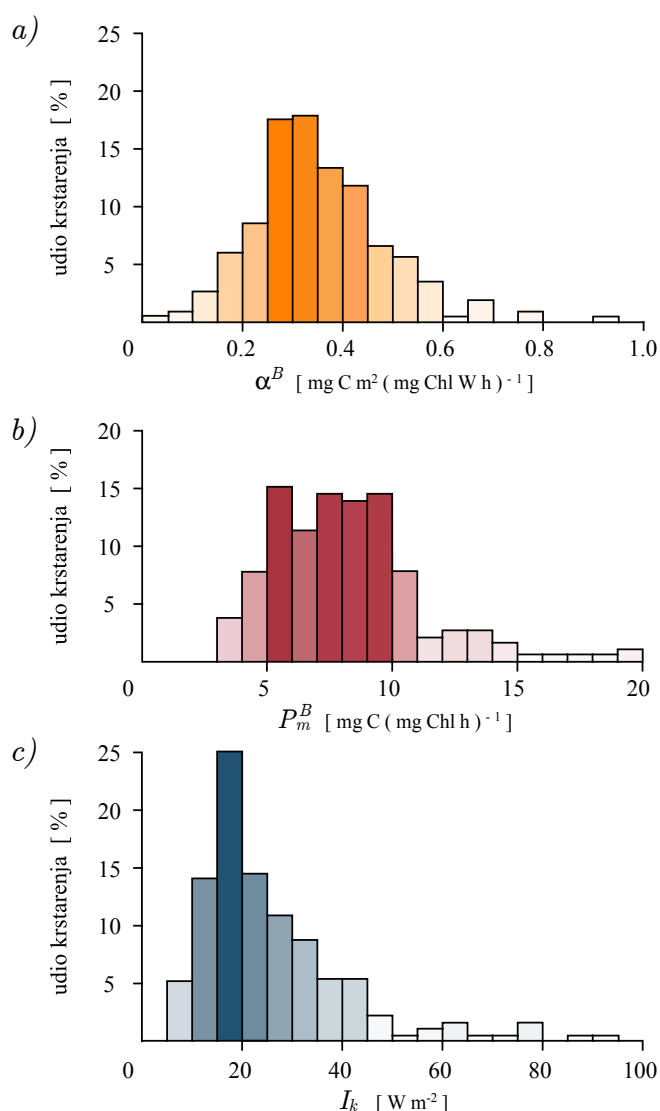 a)
udio krstarenja [ % ]
25
20
15
10
5
0 0.2 0.4 0.6 0.8 1.0
α^B [ mg C m² ( mg Chl W h ) ⁻¹ ]
b)
udio krstarenja [ % ]
20
15
10
5
0 5 10 15 20
P_m^B [ mg C ( mg Chl h ) ⁻¹ ]
c)
udio krstarenja [ % ]
25
20
15
10
5
0 20 40 60 80 100
I_k [ W m⁻² ]